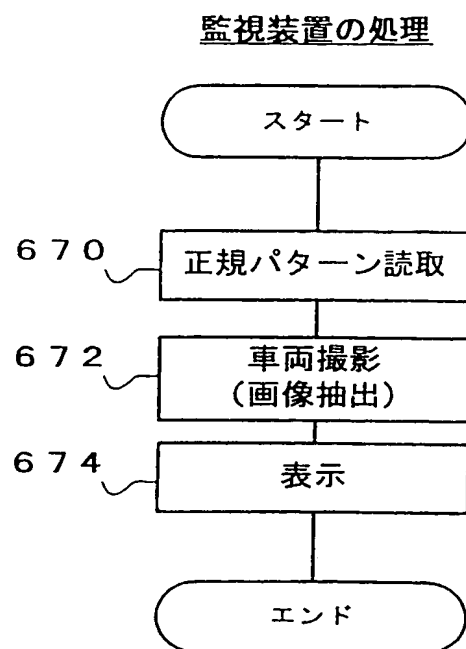 監視装置の処理
スタート
670 正規パターン読取
672 車両撮影
(画像抽出)
674 表示
エンド